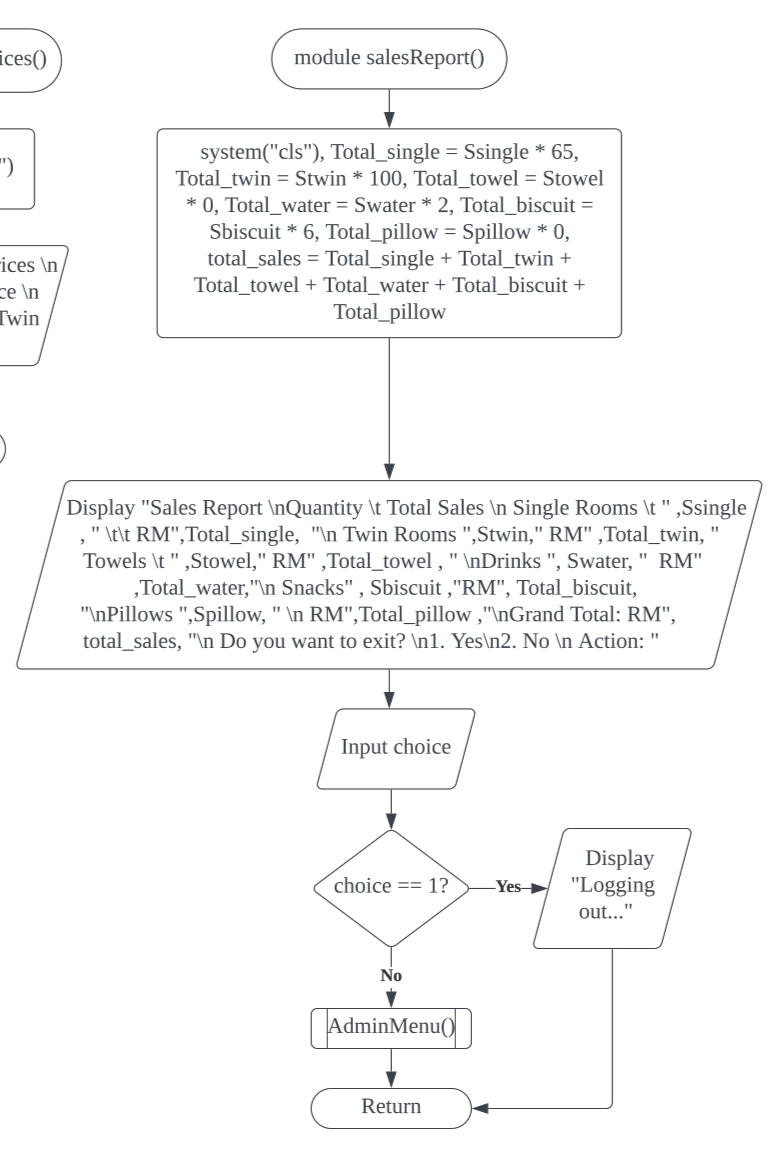 ices()
")
rices \n
ce \n
Twin
module salesReport()
system("cls"), Total_single = Ssingle * 65,
Total_twin = Stwin * 100, Total_towel = Stowel
* 0, Total_water = Swater * 2, Total_biscuit =
Sbiscuit * 6, Total_pillow = Spillow * 0,
total_sales = Total_single + Total_twin +
Total_towel + Total_water + Total_biscuit +
Total_pillow
Display "Sales Report \nQuantity \t Total Sales \n Single Rooms \t " ,Ssingle
, " \t\t RM",Total_single,  "\n Twin Rooms ",Stwin," RM" ,Total_twin, "
Towels \t " ,Stowel," RM" ,Total_towel , " \nDrinks ", Swater, "  RM"
,Total_water,"\n Snacks" , Sbiscuit ,"RM", Total_biscuit,
"\nPillows ",Spillow, " \n RM",Total_pillow ,"\nGrand Total: RM",
total_sales, "\n Do you want to exit? \n1. Yes\n2. No \n Action: "
Input choice
choice == 1?
Yes
Display
"Logging
out..."
No
AdminMenu()
Return